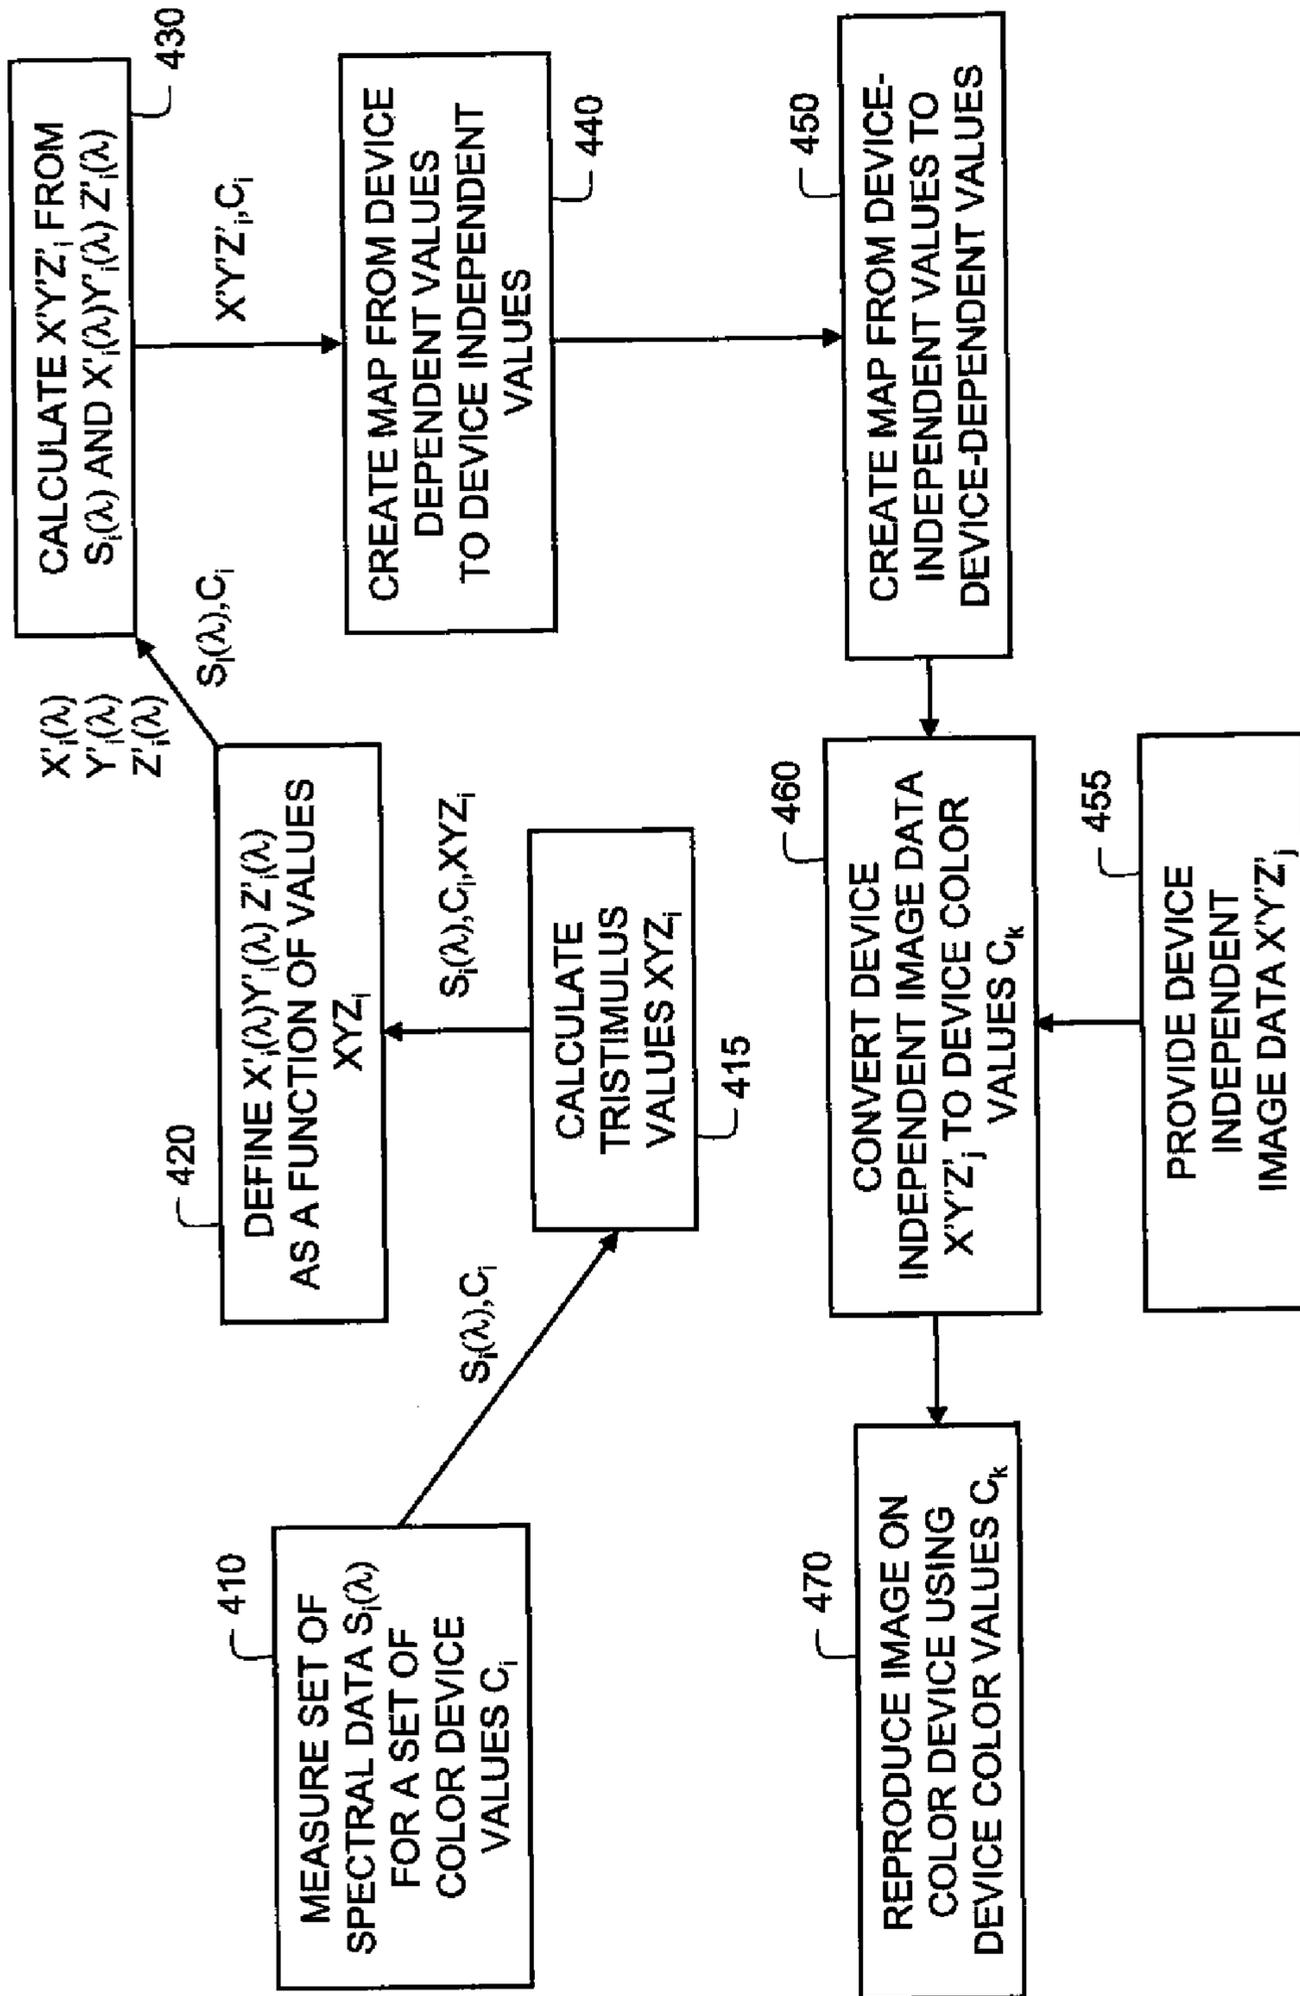 410
MEASURE SET OF
SPECTRAL DATA Sᵢ(λ)
FOR A SET OF
COLOR DEVICE
VALUES Cᵢ
Sᵢ(λ),Cᵢ
CALCULATE
TRISTIMULUS
VALUES XYZᵢ
415
Sᵢ(λ),Cᵢ,XYZᵢ
420
DEFINE X'ᵢ(λ)Y'ᵢ(λ) Z'ᵢ(λ)
AS A FUNCTION OF VALUES
XYZᵢ
X'ᵢ(λ)
Y'ᵢ(λ)
Z'ᵢ(λ)
Sᵢ(λ),Cᵢ
CALCULATE X'Y'Z'ᵢ FROM
Sᵢ(λ) AND X'ᵢ(λ)Y'ᵢ(λ) Z'ᵢ(λ)
430
X'Y'Z'ᵢ,Cᵢ
CREATE MAP FROM DEVICE
DEPENDENT VALUES
TO DEVICE INDEPENDENT
VALUES
440
450
CREATE MAP FROM DEVICE-
INDEPENDENT VALUES TO
DEVICE-DEPENDENT VALUES
460
CONVERT DEVICE
INDEPENDENT IMAGE DATA
X'Y'Z'ⱼ TO DEVICE COLOR
VALUES Cₖ
455
PROVIDE DEVICE
INDEPENDENT
IMAGE DATA X'Y'Z'ⱼ
470
REPRODUCE IMAGE ON
COLOR DEVICE USING
DEVICE COLOR VALUES Cₖ